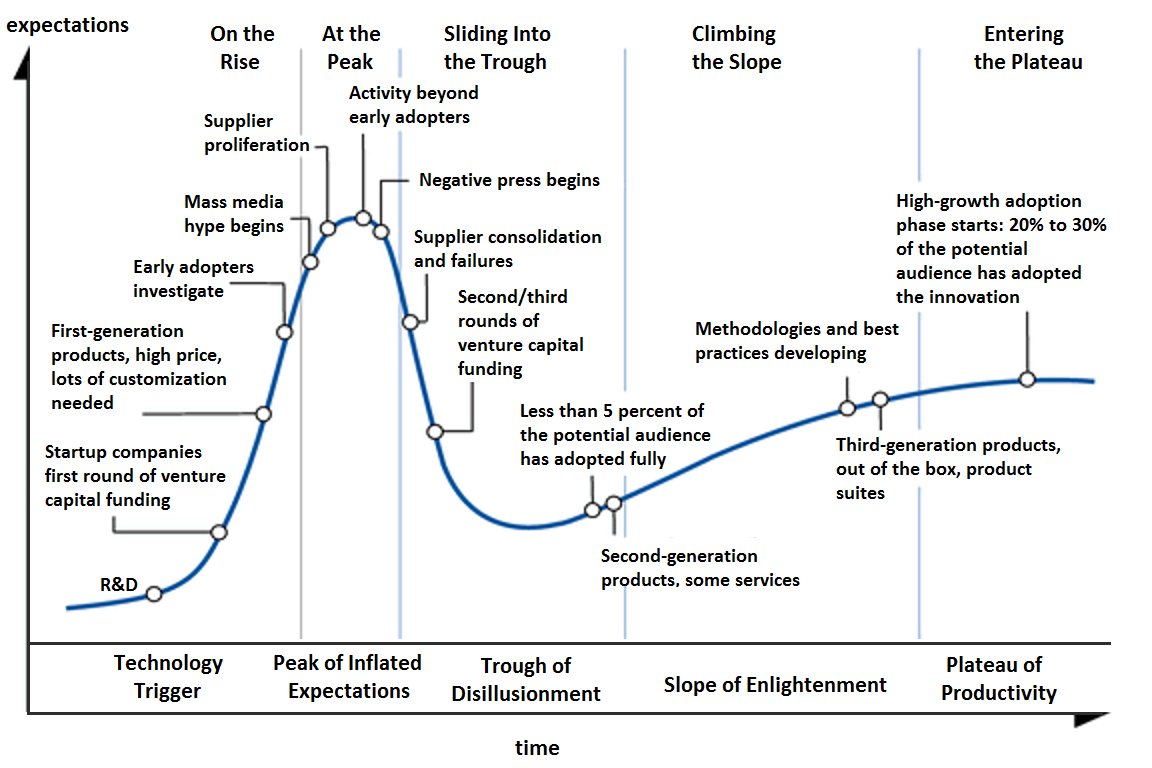 expectations
On the
Rise
At the
Peak
Sliding Into
the Trough
Climbing
the Slope
Entering
the Plateau
Activity beyond
early adopters
Supplier
proliferation
Negative press begins
Mass media
hype begins
Supplier consolidation
and failures
High-growth adoption
phase starts: 20% to 30%
of the potential
audience has adopted
the innovation
Early adopters
investigate
Second/third
rounds of
venture capital
funding
First-generation
products, high price,
lots of customization
needed
Methodologies and best
practices developing
Less than 5 percent of
the potential audience
has adopted fully
Startup companies
first round of venture
capital funding
Third-generation products,
out of the box, product
suites
Second-generation
products, some services
R&D
Technology
Trigger
Peak of Inflated
Expectations
Trough of
Disillusionment
Slope of Enlightenment
Plateau of
Productivity
time